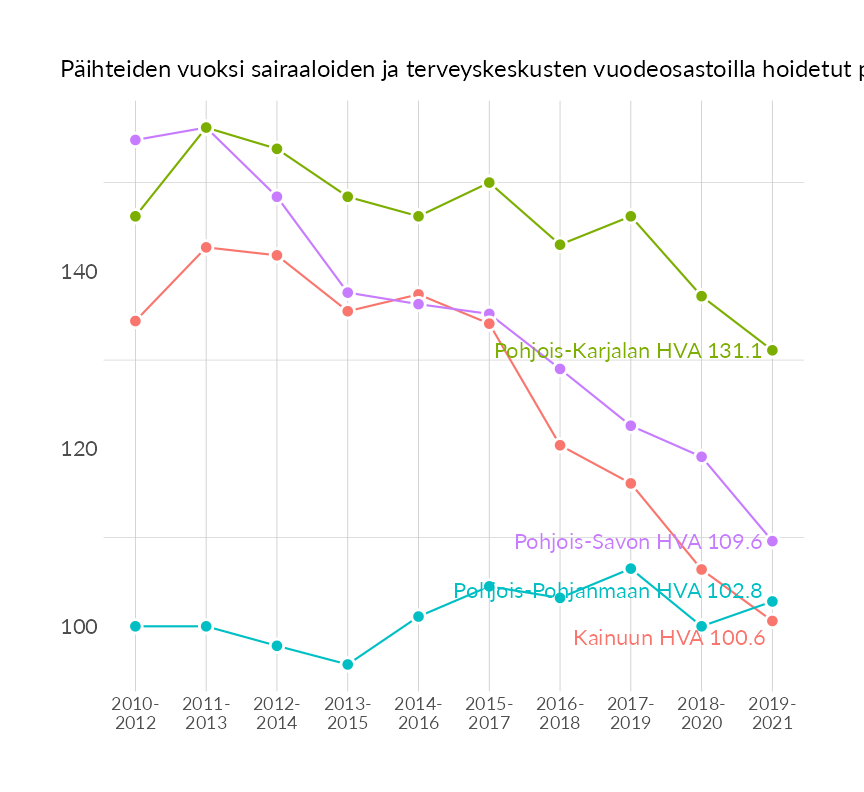 Päihteiden vuoksi sairaaloiden ja terveyskeskusten vuodeosastoilla hoidetut
140
120
100
Pohjois-Karjalan HVA 131.1
Pohjois-Savon HVA 109.6
Pohjois-Pohjanmaan HVA 102.8
Kainuun HVA 100.6
2010- 2011- 2012- 2013- 2014- 2015- 2016- 2017- 2018- 2019-
2012 2013 2014 2015 2016 2017 2018 2019 2020 2021